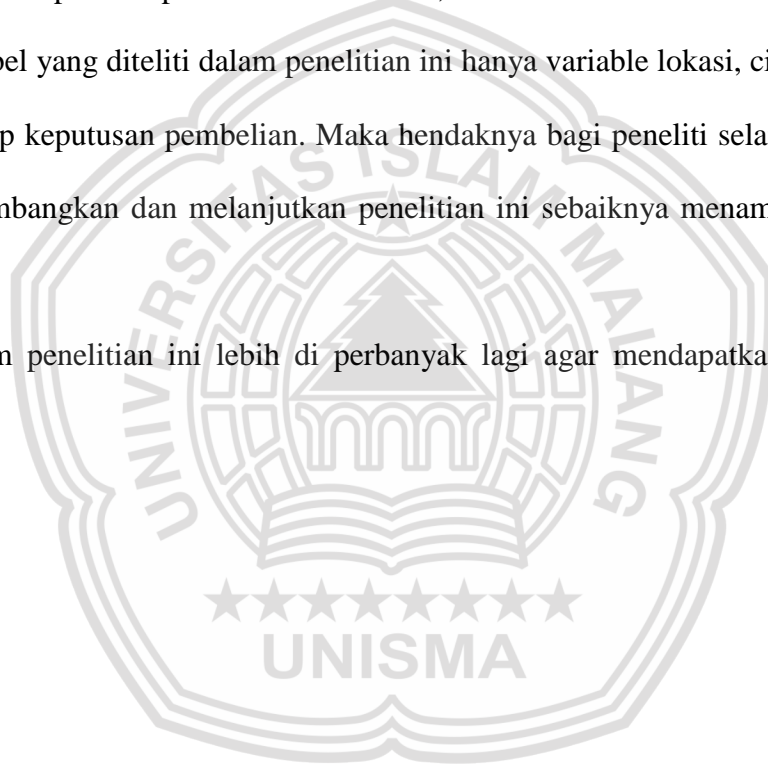 bel yang diteliti dalam penelitian ini hanya variable lokasi, ci
p keputusan pembelian. Maka hendaknya bagi peneliti sela
mbangkan dan melanjutkan penelitian ini sebaiknya menam
m penelitian ini lebih di perbanyak lagi agar mendapatka
UNIVERSITAS ISLAM MALANG
UNISMA